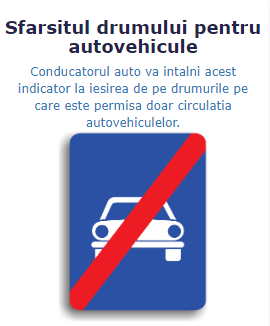 Sfarsitul drumului pentru
autovehicule
Conducatorul auto va intalni acest
indicator la iesirea de pe drumurile pe
care este permisa doar circulatia
autovehiculelor.